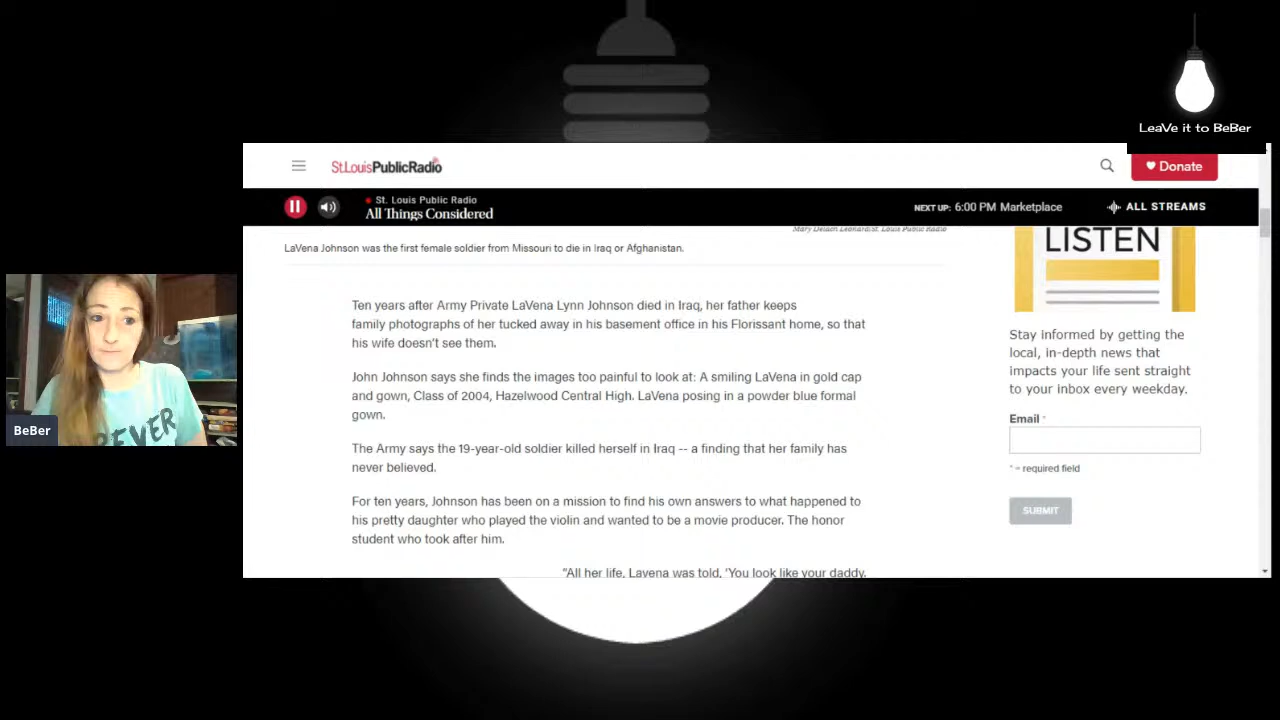 LeaVe it to BeBer
St.LouisPublicRadio
Donate
St. Louis Public Radio
All Things Considered
NEXT UP: 6:00 PM Marketplace
ALL STREAMS
Mary Delach Leonard/St. Louis Public Radio
LaVena Johnson was the first female soldier from Missouri to die in Iraq or Afghanistan.
Ten years after Army Private LaVena Lynn Johnson died in Iraq, her father keeps
family photographs of her tucked away in his basement office in his Florissant home, so that
his wife doesn't see them.
John Johnson says she finds the images too painful to look at: A smiling LaVena in gold cap
and gown, Class of 2004, Hazelwood Central High. LaVena posing in a powder blue formal
gown.
The Army says the 19-year-old soldier killed herself in Iraq -- a finding that her family has
never believed.
For ten years, Johnson has been on a mission to find his own answers to what happened to
his pretty daughter who played the violin and wanted to be a movie producer. The honor
student who took after him.
"All her life, Lavena was told, 'You look like your daddy.
LISTEN
Stay informed by getting the
local, in-depth news that
impacts your life sent straight
to your inbox every weekday.
Email *
* = required field
SUBMIT
BeBer